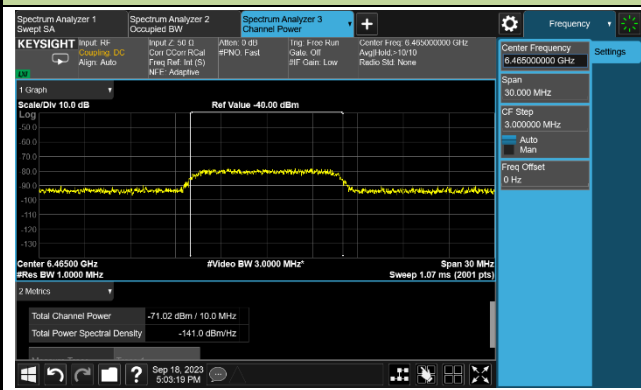 Spectrum Analyzer 1
Swept SA
Spectrum Analyzer 2
Occupied BW
Spectrum Analyzer 3
Channel Power
Frequency
KEYSIGHT
Input: RF
Coupling: DC
Align: Auto
Input Z: 50 Ω
Corr CCorr RCal
Freq Ref: Int (S)
NFE: Adaptive
Atten: 0 dB
#PNO: Fast
Trig: Free Run
Gate: Off
#IF Gain: Low
Center Freq: 6.465000000 GHz
Avg|Hold:>10/10
Radio Std: None
Center Frequency
6.465000000 GHz
Settings
Span
30.000 MHz
CF Step
3.000000 MHz
Auto
Man
Freq Offset
0 Hz
1 Graph
Scale/Div 10.0 dB
Ref Value -40.00 dBm
Log
-50.0
-60.0
-70.0
-80.0
-90.0
-100
-110
-120
-130
Center 6.46500 GHz
#Video BW 3.0000 MHz*
Span 30 MHz
#Res BW 1.0000 MHz
Sweep 1.07 ms (2001 pts)
2 Metrics
Total Channel Power
-71.02 dBm / 10.0 MHz
Total Power Spectral Density
-141.0 dBm/Hz
Sep 18, 2023
5:03:19 PM